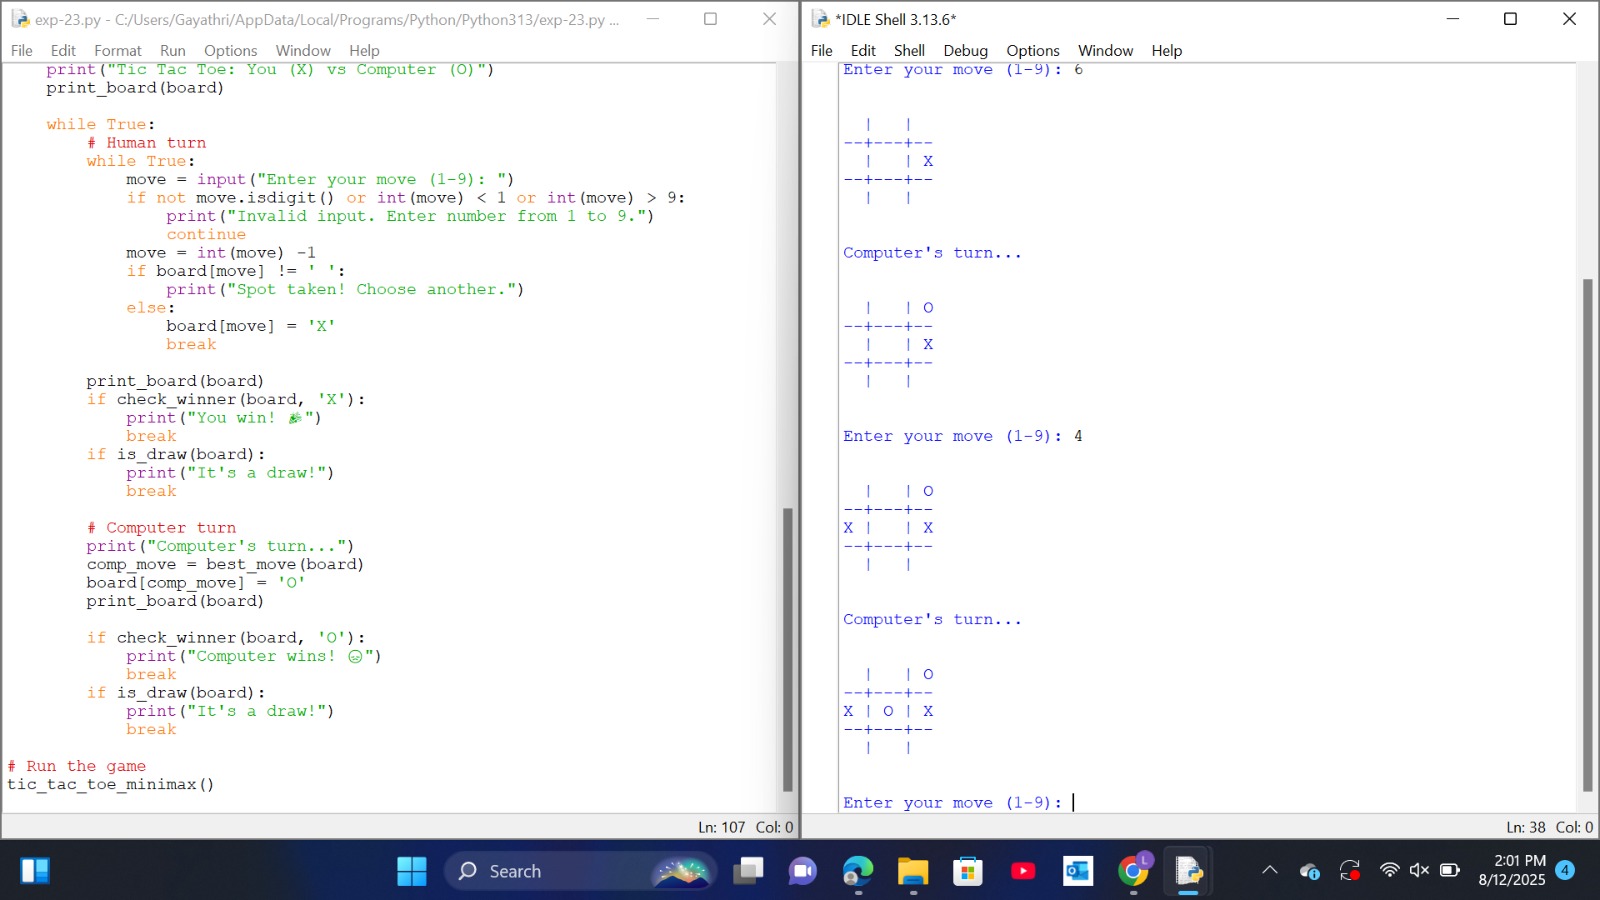 exp-23.py - C:/Users/Gayathri/AppData/Local/Programs/Python/Python313/exp-23.py ...
File Edit Format Run Options Window Help
    print("Tic Tac Toe: You (X) vs Computer (O)")
    print_board(board)

    while True:
        # Human turn
        while True:
            move = input("Enter your move (1-9): ")
            if not move.isdigit() or int(move) < 1 or int(move) > 9:
                print("Invalid input. Enter number from 1 to 9.")
                continue
            move = int(move) -1
            if board[move] != ' ':
                print("Spot taken! Choose another.")
            else:
                board[move] = 'X'
                break

        print_board(board)
        if check_winner(board, 'X'):
            print("You win! 🎉")
            break
        if is_draw(board):
            print("It's a draw!")
            break

        # Computer turn
        print("Computer's turn...")
        comp_move = best_move(board)
        board[comp_move] = 'O'
        print_board(board)

        if check_winner(board, 'O'):
            print("Computer wins! 😞")
            break
        if is_draw(board):
            print("It's a draw!")
            break

# Run the game
tic_tac_toe_minimax()
Ln: 107 Col: 0
*IDLE Shell 3.13.6*
File Edit Shell Debug Options Window Help
Enter your move (1-9): 6

  |   |
--+---+--
  |   | X
--+---+--
  |   |

Computer's turn...

  |   | O
--+---+--
  |   | X
--+---+--
  |   |

Enter your move (1-9): 4

  |   | O
--+---+--
X |   | X
--+---+--
  |   |

Computer's turn...

  |   | O
--+---+--
X | O | X
--+---+--
  |   |

Enter your move (1-9):
Ln: 38 Col: 0
Search
L
2:01 PM
8/12/2025
4